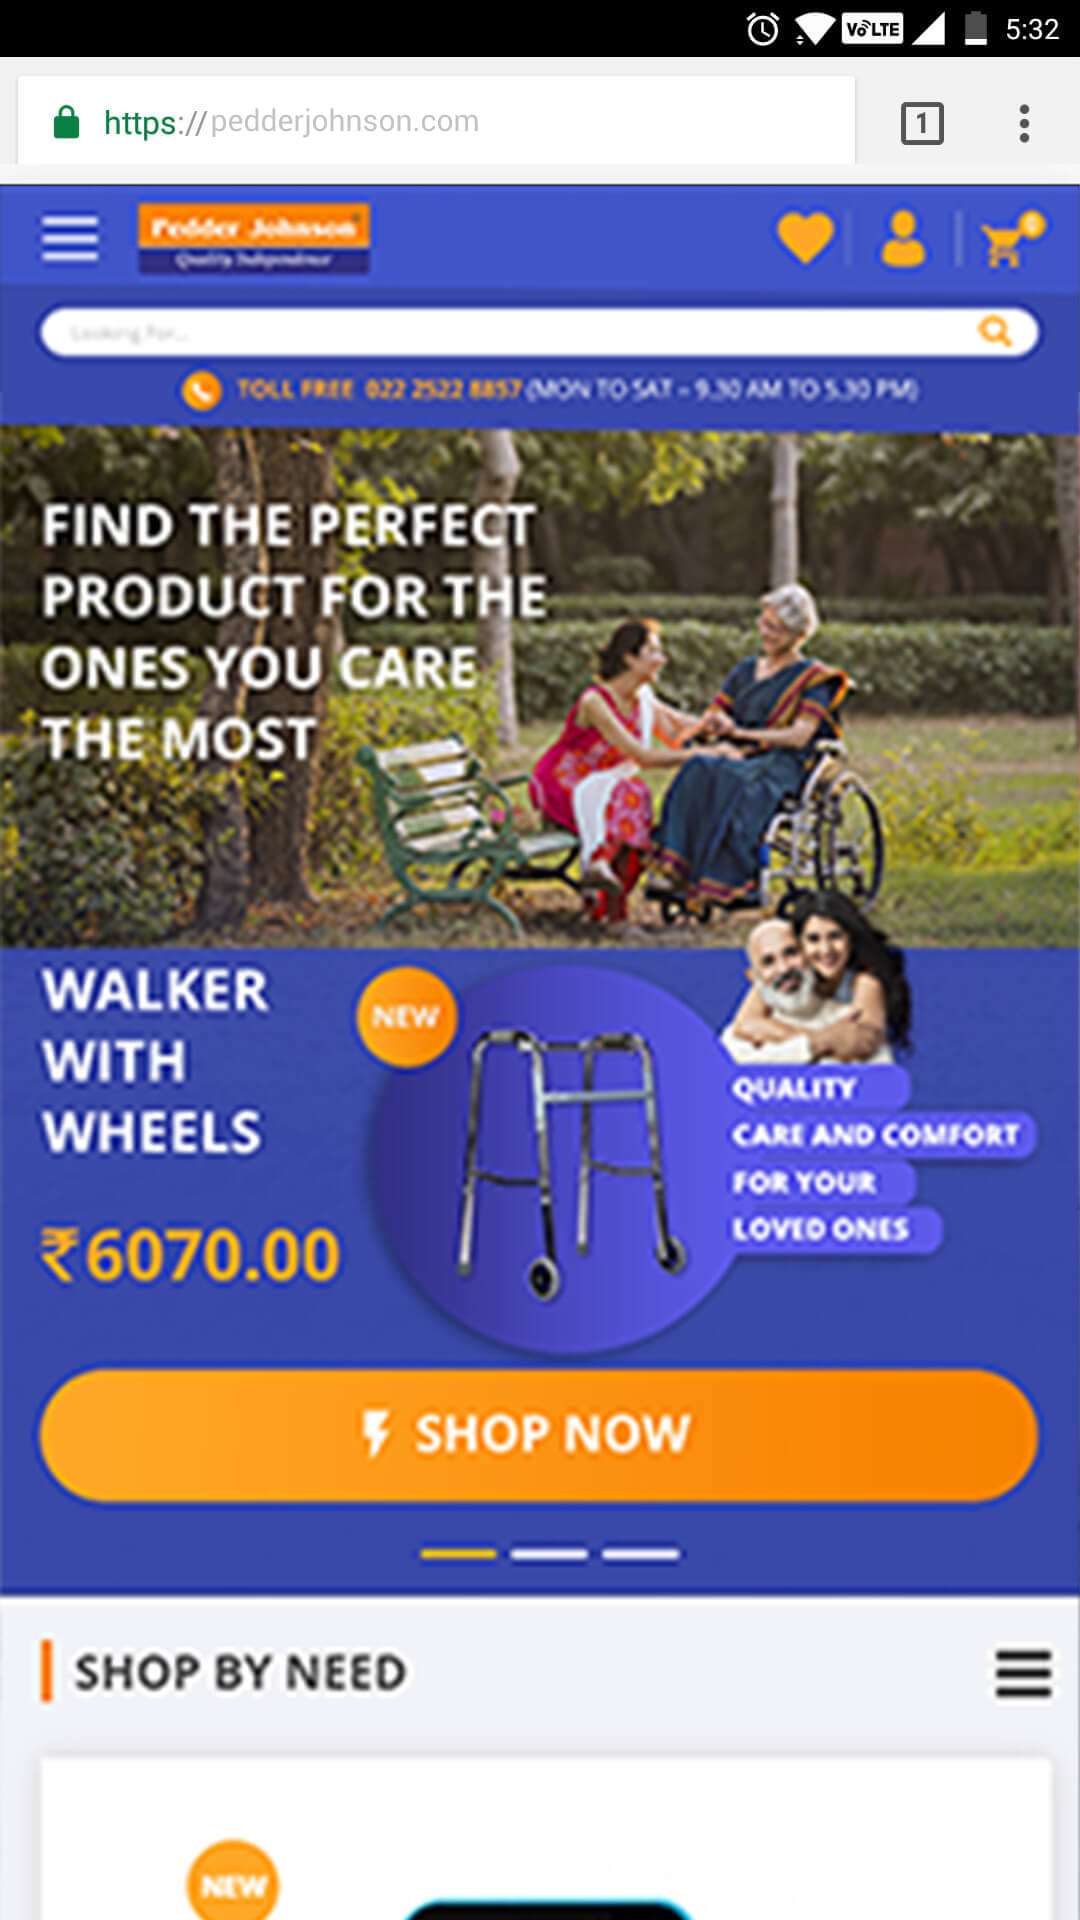 VoLTE 5:32
https://pedderjohnson.com
1
Pedder Johnson
Quality Independence
0
Looking For...
TOLL FREE 022 2522 8857 (MON TO SAT - 9.30 AM TO 5.30 PM)
FIND THE PERFECT
PRODUCT FOR THE
ONES YOU CARE
THE MOST
WALKER
WITH
WHEELS
NEW
₹6070.00
QUALITY
CARE AND COMFORT
FOR YOUR
LOVED ONES
SHOP NOW
SHOP BY NEED
NEW